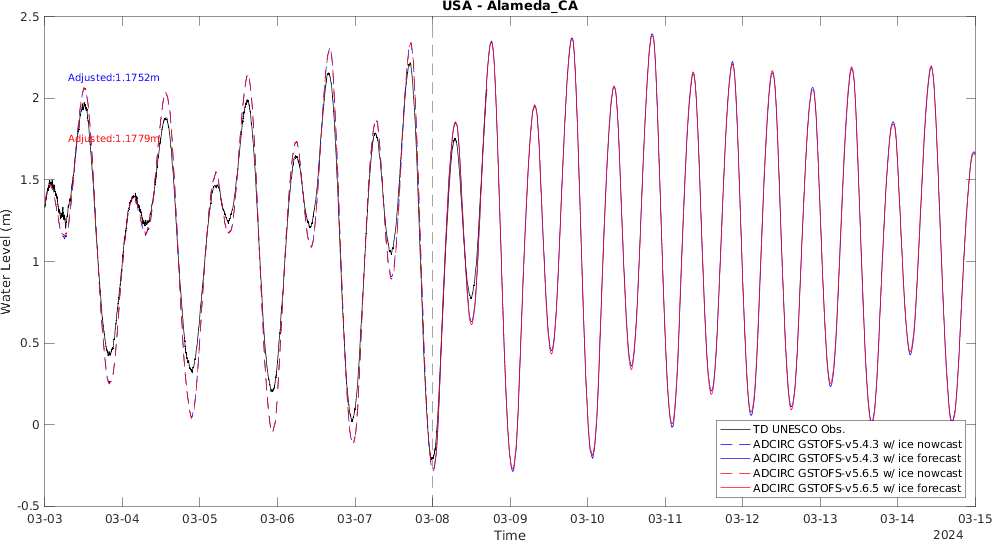 USA - Alameda_CA
2.5
2
1.5
1
0.5
0
-0.5
Water Level (m)
Adjusted:1.1752m
Adjusted:1.1779m
TD UNESCO Obs.
ADCIRC GSTOFS-v5.4.3 w/ ice nowcast
ADCIRC GSTOFS-v5.4.3 w/ ice forecast
ADCIRC GSTOFS-v5.6.5 w/ ice nowcast
ADCIRC GSTOFS-v5.6.5 w/ ice forecast
03-03 03-04 03-05 03-06 03-07 03-08 03-09 03-10 03-11 03-12 03-13 03-14 03-15
Time
2024